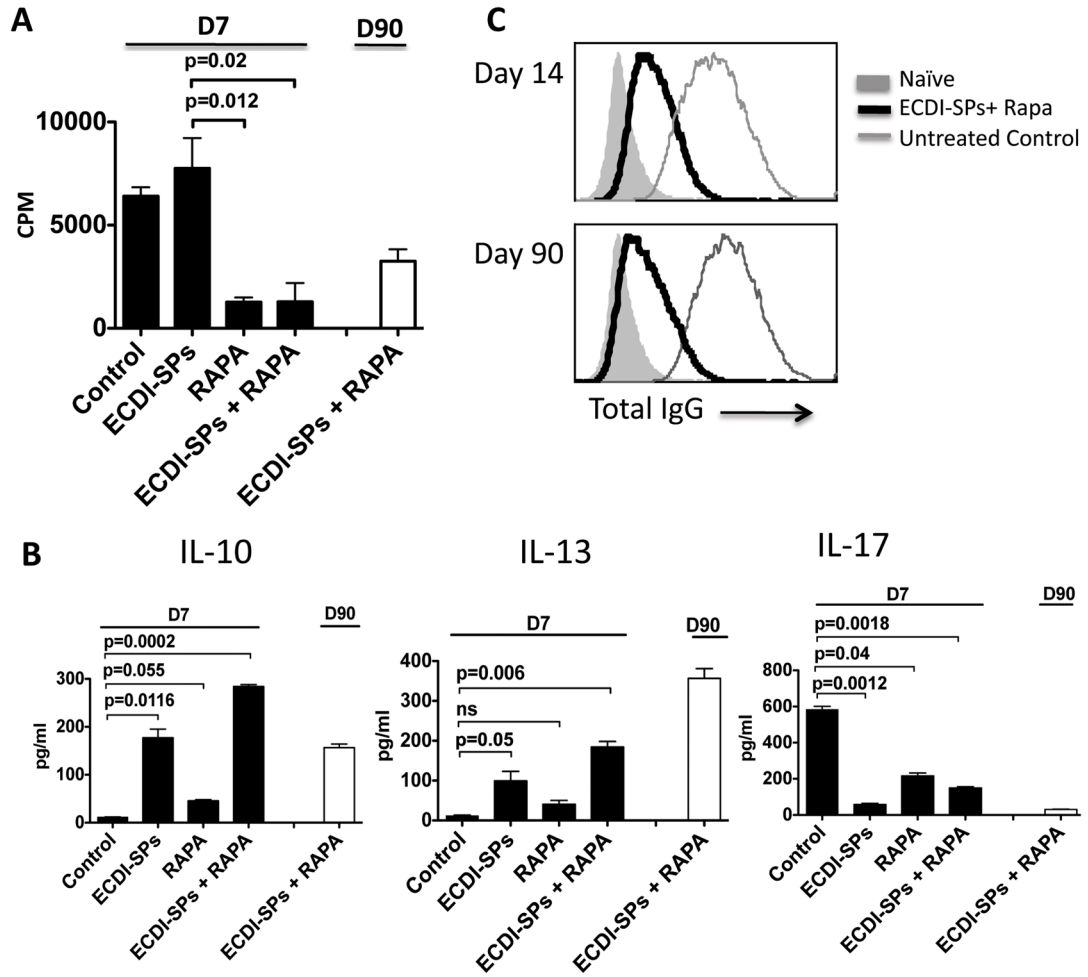 A
D7
D90
p=0.02
p=0.012
10000
5000
0
CPM
Control
ECDI-SPs
RAPA
ECDI-SPs + RAPA
ECDI-SPs + RAPA
C
Day 14
Day 90
Total IgG
Naïve
ECDI-SPs+ Rapa
Untreated Control
B
IL-10
D7
D90
p=0.0002
p=0.055
p=0.0116
300
200
100
0
pg/ml
Control
ECDI-SPs
RAPA
ECDI-SPs + RAPA
ECDI-SPs + RAPA
IL-13
D7
D90
p=0.006
ns
p=0.05
400
300
200
100
0
pg/ml
Control
ECDI-SPs
RAPA
ECDI-SPs + RAPA
ECDI-SPs + RAPA
IL-17
D7
D90
p=0.0018
p=0.04
p=0.0012
800
600
400
200
0
pg/ml
Control
ECDI-SPs
RAPA
ECDI-SPs + RAPA
ECDI-SPs + RAPA